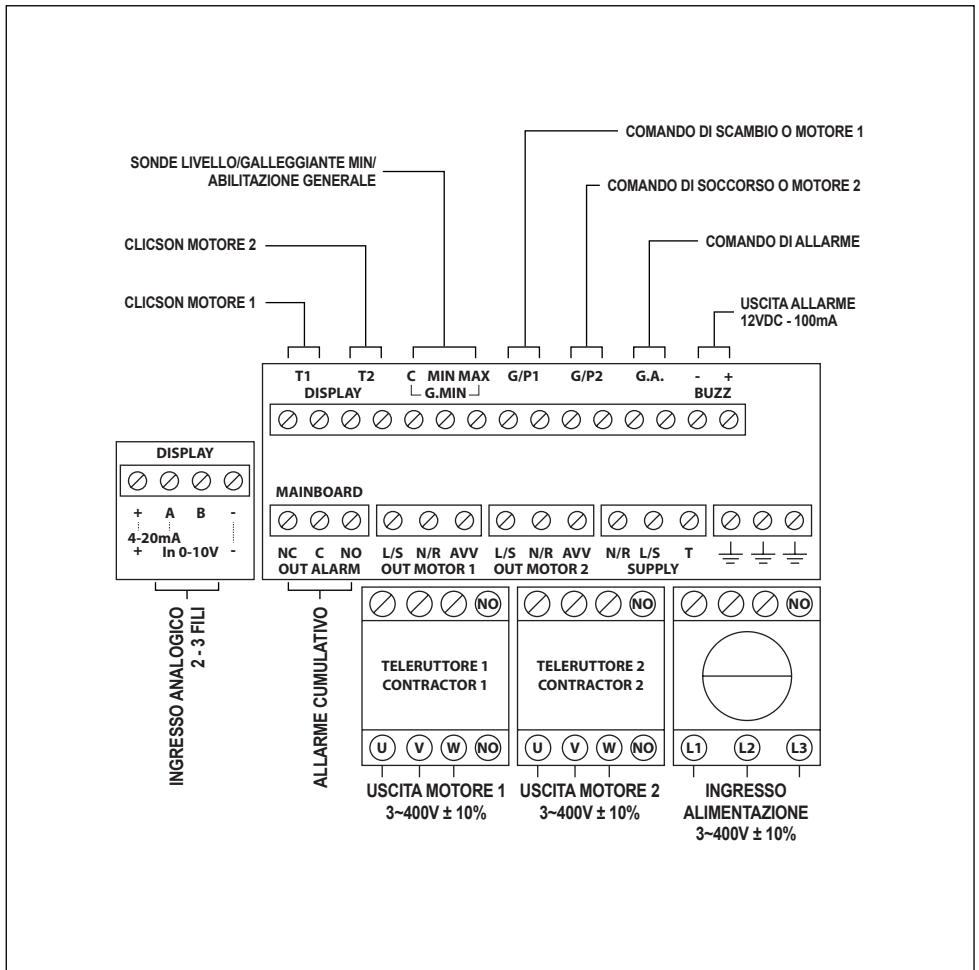 COMANDO DI SCAMBIO O MOTORE 1
SONDE LIVELLO/GALLEGGIANTE MIN/
ABILITAZIONE GENERALE
COMANDO DI SOCCORSO O MOTORE 2
CLICSON MOTORE 2
COMANDO DI ALLARME
CLICSON MOTORE 1
USCITA ALLARME
12VDC - 100mA
T1 T2 C MIN MAX G/P1 G/P2 G.A. - +
DISPLAY G.MIN BUZZ
DISPLAY
+ A B -
4-20mA
+ In 0-10V -
INGRESSO ANALOGICO
2 - 3 FILI
MAINBOARD
NC C NO L/S N/R AVV L/S N/R AVV N/R L/S T
OUT ALARM OUT MOTOR 1 OUT MOTOR 2 SUPPLY
ALLARME CUMULATIVO
NO NO NO
TELERUTTORE 1
CONTRACTOR 1
TELERUTTORE 2
CONTRACTOR 2
U V W NO U V W NO L1 L2 L3
USCITA MOTORE 1
3~400V ± 10%
USCITA MOTORE 2
3~400V ± 10%
INGRESSO
ALIMENTAZIONE
3~400V ± 10%